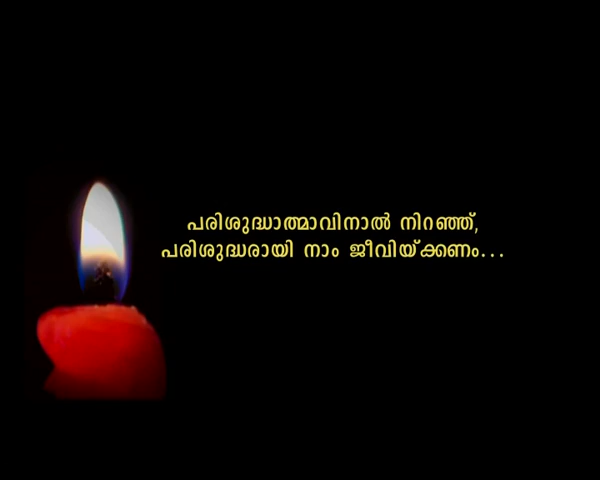 പരിശുദ്ധാത്മാവിനാൽ നിറഞ്ഞ്,
പരിശുദ്ധരായി നാം ജീവിയ്ക്കണം...